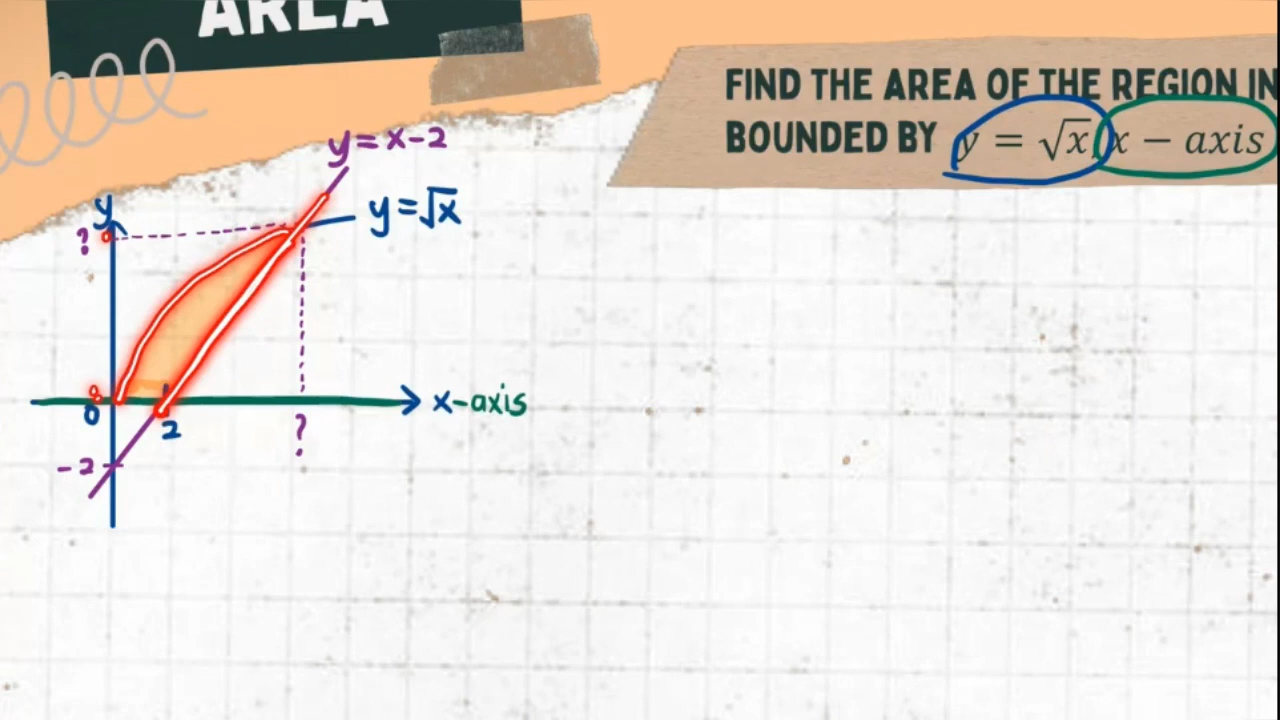 AREA
FIND THE AREA OF THE REGION IN
BOUNDED BY y = √x, x − axis
y = x-2
y
y = √x
?
0
2
x-axis
?
-2